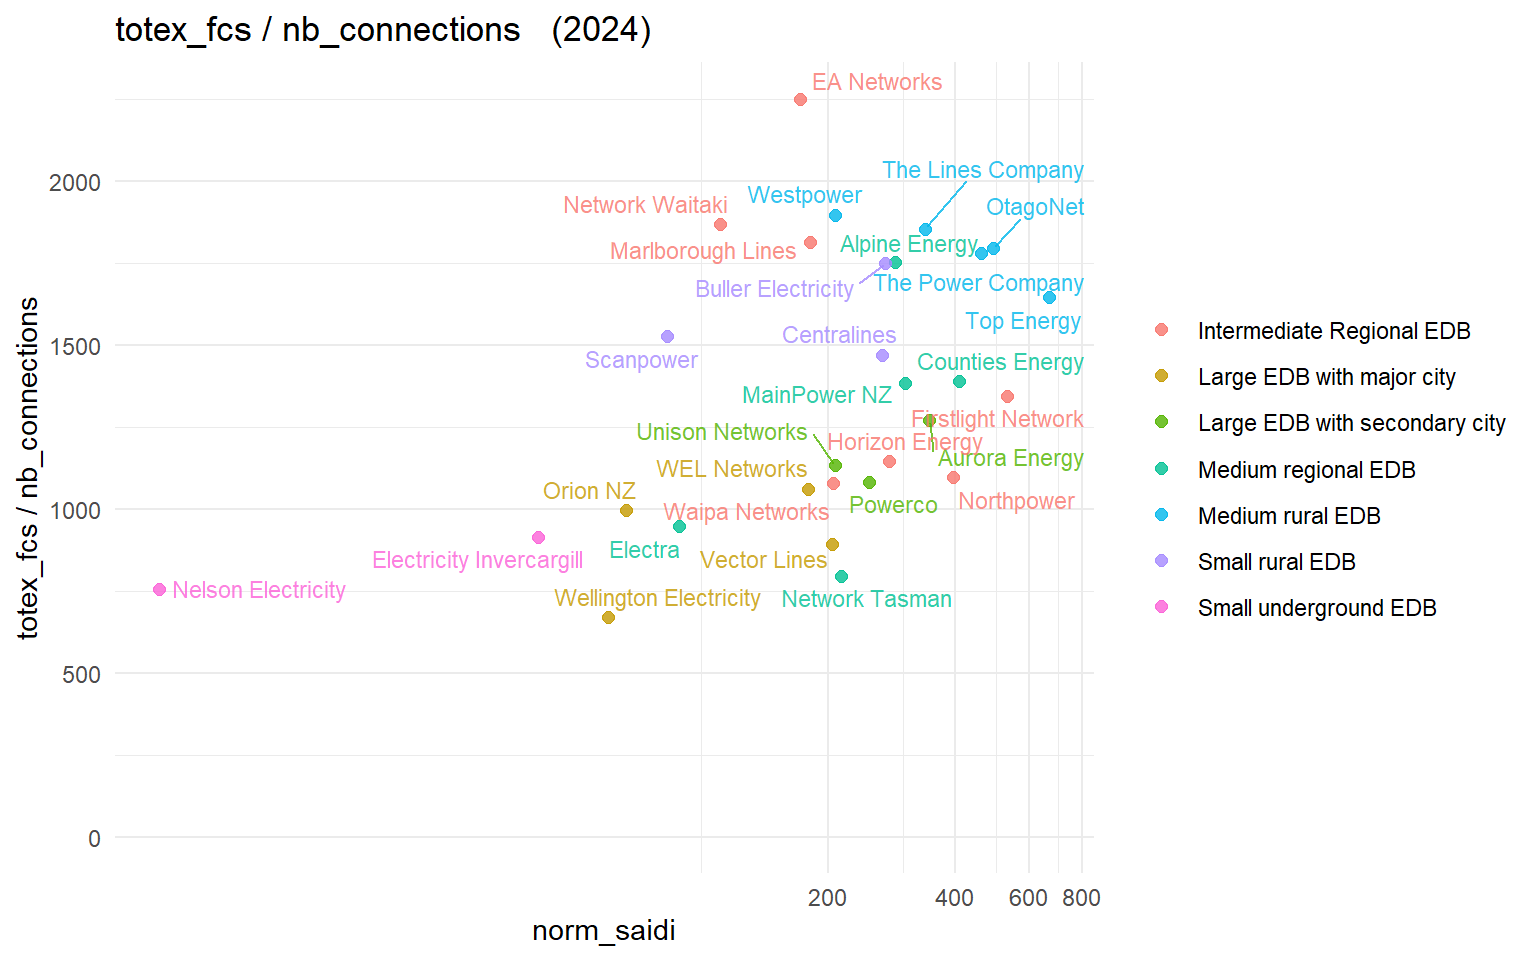 totex_fcs / nb_connections (2024)
EA Networks
The Lines Company
2000
Westpower
Network Waitaki
OtagoNet
Alpine Energy
Marlborough Lines
The Power Company
Buller Electricity
Top Energy
Centralines
1500
Scanpower
Counties Energy
MainPower NZ
Firstlight Network
Unison Networks
Horizon Energy
Aurora Energy
WEL Networks
Orion NZ
Northpower
Powerco
1000
Waipa Networks
Electra
Electricity Invercargill
Vector Lines
Nelson Electricity
Wellington Electricity
Network Tasman
500
0
200
400
600
800
norm_saidi
totex_fcs / nb_connections
Intermediate Regional EDB
Large EDB with major city
Large EDB with secondary city
Medium regional EDB
Medium rural EDB
Small rural EDB
Small underground EDB